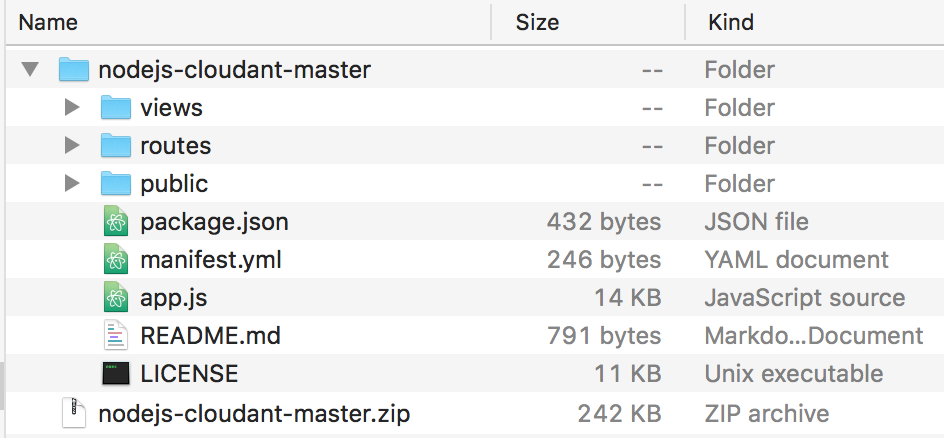 Name Size Kind
nodejs-cloudant-master -- Folder
views -- Folder
routes -- Folder
public -- Folder
package.json 432 bytes JSON file
manifest.yml 246 bytes YAML document
app.js 14 KB JavaScript source
README.md 791 bytes Markdo...Document
LICENSE 11 KB Unix executable
nodejs-cloudant-master.zip 242 KB ZIP archive